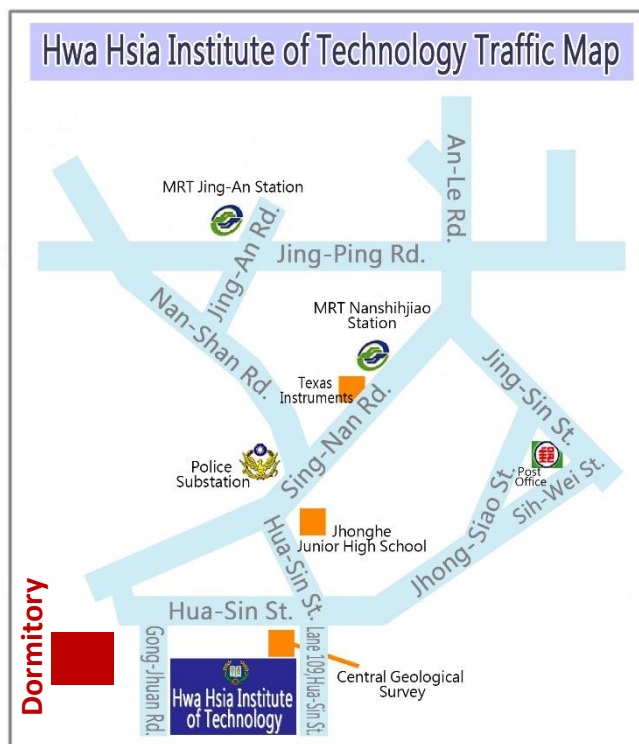 Hwa Hsia Institute of Technology Traffic Map
An-Le Rd.
MRT Jing-An Station
Jing-An Rd.
Jing-Ping Rd.
Nan-Shan Rd.
MRT Nanshihjiao
Station
Texas
Instruments
Sing-Nan Rd.
Jing-Sin St.
郵
Post
Office
Police
Substation
Jhong-Siao St.
Sih-Wei St.
Jhonghe
Junior High School
Hua-Sin St.
Hua-Sin St.
Dormitory
Gong-Jhuan Rd.
Lane 109,Hua-Sin St.
Central Geological
Survey
Hwa Hsia Institute
of Technology